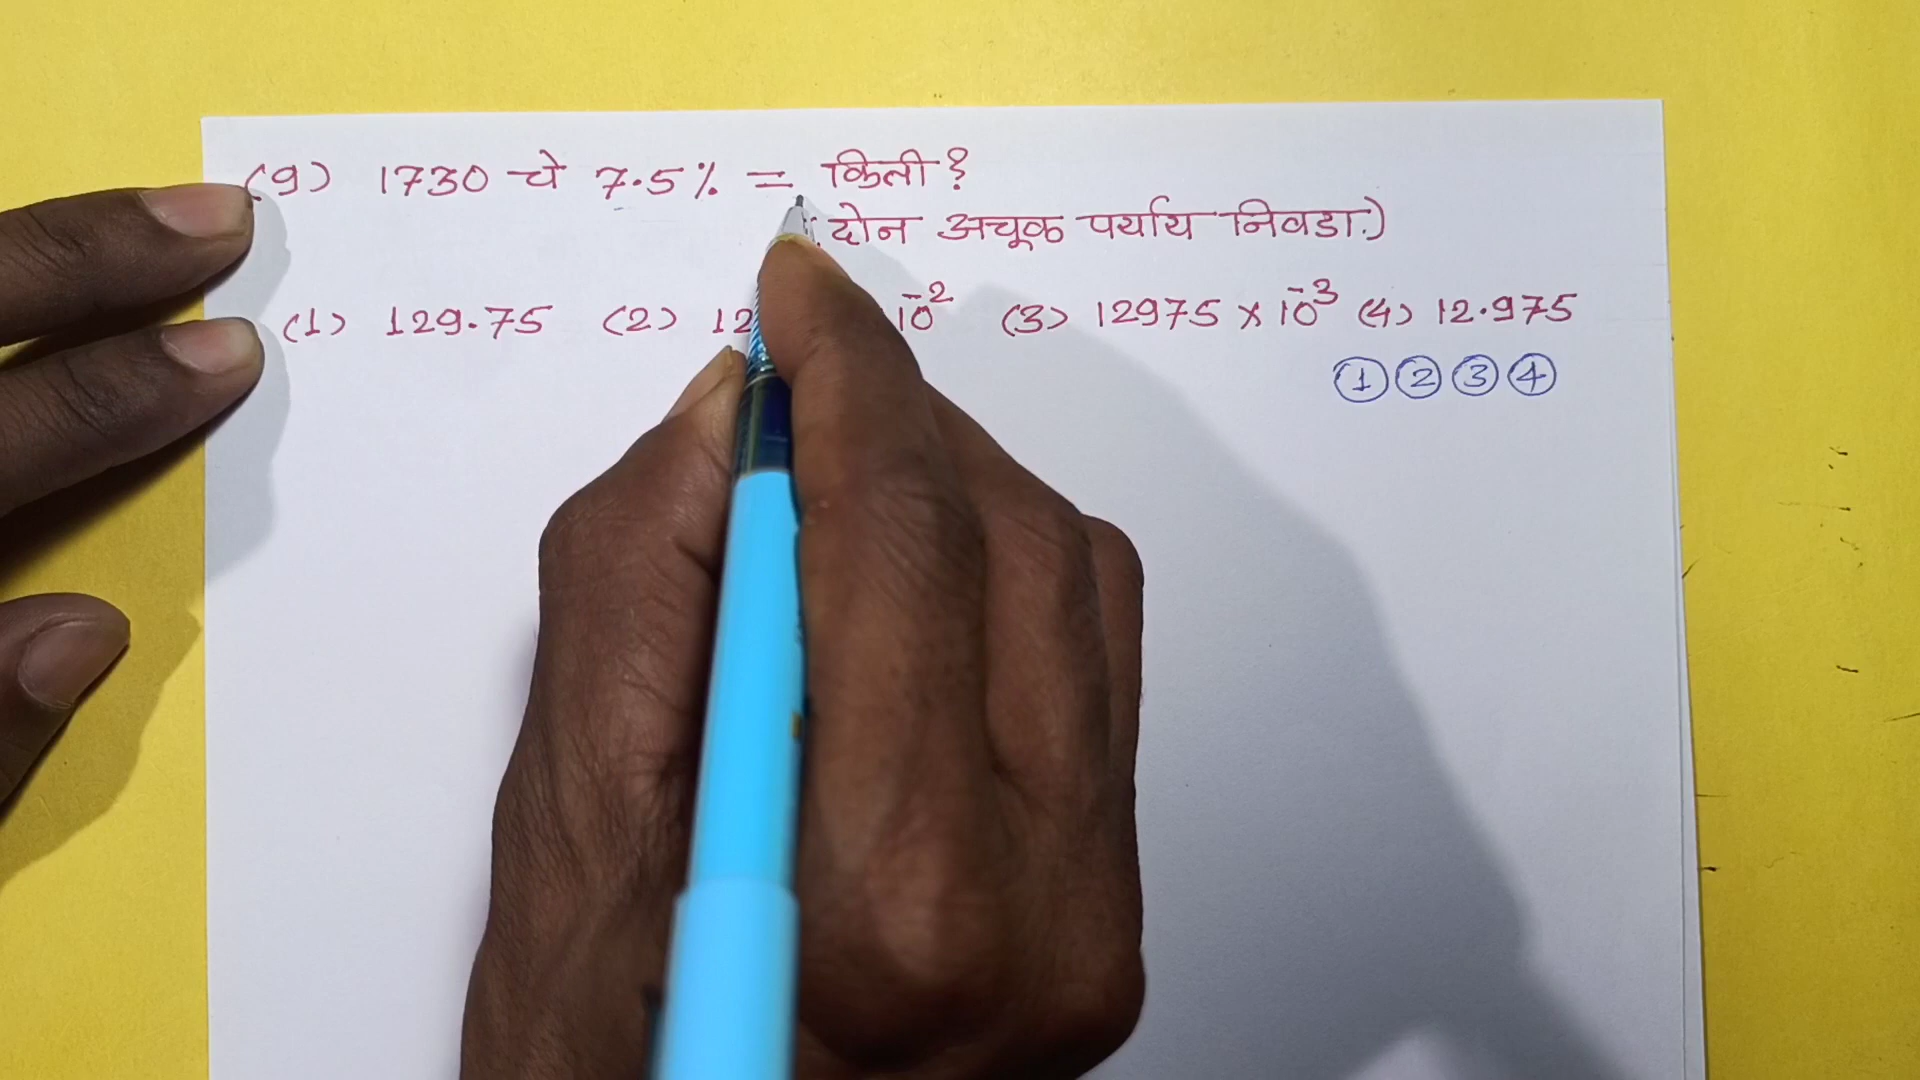 (9) 1730 चे 7.5% = किती?
दोन अचूक पर्याय निवडा.)
(1) 129.75 (2) 12 10⁻² (3) 12975 × 10⁻³ (4) 12.975
① ② ③ ④